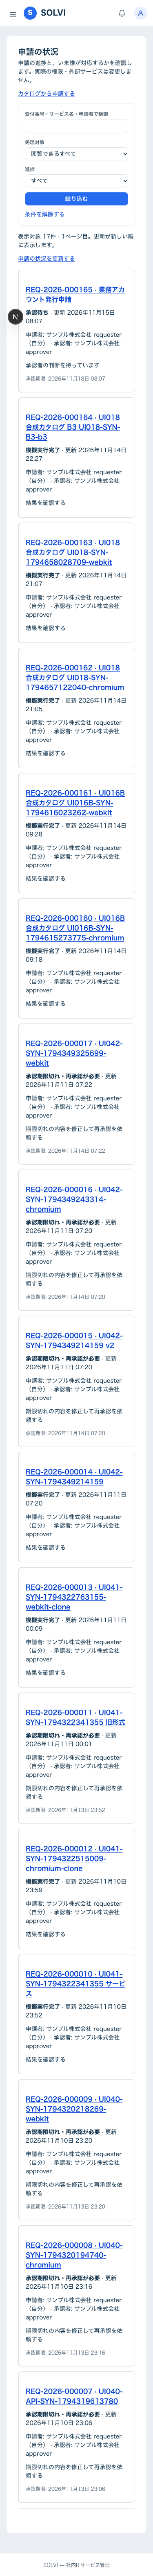 S SOLVI
申請の状況
申請の進捗と、いま誰が対応するかを確認し
ます。実際の権限・外部サービスは変更しま
せん。
カタログから申請する
受付番号・サービス名・申請者で検索
処理対象
閲覧できるすべて
進捗
すべて
絞り込む
条件を解除する
表示対象 17件 · 1ページ目。更新が新しい順
に表示します。
申請の状況を更新する
N
REQ-2026-000165 · 業務アカ
ウント発行申請
承認待ち · 更新 2026年11月15日
08:07
申請者: サンプル株式会社 requester
（自分） · 承認者: サンプル株式会社
approver
承認者の判断を待っています
承認期限: 2026年11月18日 08:07
REQ-2026-000164 · UI018
合成カタログ B3 UI018-SYN-
B3-b3
模擬実行完了 · 更新 2026年11月14日
22:27
申請者: サンプル株式会社 requester
（自分） · 承認者: サンプル株式会社
approver
結果を確認する
REQ-2026-000163 · UI018
合成カタログ UI018-SYN-
1794658028709-webkit
模擬実行完了 · 更新 2026年11月14日
21:07
申請者: サンプル株式会社 requester
（自分） · 承認者: サンプル株式会社
approver
結果を確認する
REQ-2026-000162 · UI018
合成カタログ UI018-SYN-
1794657122040-chromium
模擬実行完了 · 更新 2026年11月14日
21:05
申請者: サンプル株式会社 requester
（自分） · 承認者: サンプル株式会社
approver
結果を確認する
REQ-2026-000161 · UI016B
合成カタログ UI016B-SYN-
1794616023262-webkit
模擬実行完了 · 更新 2026年11月14日
09:28
申請者: サンプル株式会社 requester
（自分） · 承認者: サンプル株式会社
approver
結果を確認する
REQ-2026-000160 · UI016B
合成カタログ UI016B-SYN-
1794615273775-chromium
模擬実行完了 · 更新 2026年11月14日
09:18
申請者: サンプル株式会社 requester
（自分） · 承認者: サンプル株式会社
approver
結果を確認する
REQ-2026-000017 · UI042-
SYN-1794349325699-
webkit
承認期限切れ・再承認が必要 · 更新
2026年11月11日 07:22
申請者: サンプル株式会社 requester
（自分） · 承認者: サンプル株式会社
approver
期限切れの内容を修正して再承認を依
頼する
承認期限: 2026年11月14日 07:22
REQ-2026-000016 · UI042-
SYN-1794349243314-
chromium
承認期限切れ・再承認が必要 · 更新
2026年11月11日 07:20
申請者: サンプル株式会社 requester
（自分） · 承認者: サンプル株式会社
approver
期限切れの内容を修正して再承認を依
頼する
承認期限: 2026年11月14日 07:20
REQ-2026-000015 · UI042-
SYN-1794349214159 v2
承認期限切れ・再承認が必要 · 更新
2026年11月11日 07:20
申請者: サンプル株式会社 requester
（自分） · 承認者: サンプル株式会社
approver
期限切れの内容を修正して再承認を依
頼する
承認期限: 2026年11月14日 07:20
REQ-2026-000014 · UI042-
SYN-1794349214159
模擬実行完了 · 更新 2026年11月11日
07:20
申請者: サンプル株式会社 requester
（自分） · 承認者: サンプル株式会社
approver
結果を確認する
REQ-2026-000013 · UI041-
SYN-1794322763155-
webkit-clone
模擬実行完了 · 更新 2026年11月11日
00:09
申請者: サンプル株式会社 requester
（自分） · 承認者: サンプル株式会社
approver
結果を確認する
REQ-2026-000011 · UI041-
SYN-1794322341355 旧形式
承認期限切れ・再承認が必要 · 更新
2026年11月11日 00:01
申請者: サンプル株式会社 requester
（自分） · 承認者: サンプル株式会社
approver
期限切れの内容を修正して再承認を依
頼する
承認期限: 2026年11月13日 23:52
REQ-2026-000012 · UI041-
SYN-1794322515009-
chromium-clone
模擬実行完了 · 更新 2026年11月10日
23:59
申請者: サンプル株式会社 requester
（自分） · 承認者: サンプル株式会社
approver
結果を確認する
REQ-2026-000010 · UI041-
SYN-1794322341355 サービ
ス
模擬実行完了 · 更新 2026年11月10日
23:52
申請者: サンプル株式会社 requester
（自分） · 承認者: サンプル株式会社
approver
結果を確認する
REQ-2026-000009 · UI040-
SYN-1794320218269-
webkit
承認期限切れ・再承認が必要 · 更新
2026年11月10日 23:20
申請者: サンプル株式会社 requester
（自分） · 承認者: サンプル株式会社
approver
期限切れの内容を修正して再承認を依
頼する
承認期限: 2026年11月13日 23:20
REQ-2026-000008 · UI040-
SYN-1794320194740-
chromium
承認期限切れ・再承認が必要 · 更新
2026年11月10日 23:16
申請者: サンプル株式会社 requester
（自分） · 承認者: サンプル株式会社
approver
期限切れの内容を修正して再承認を依
頼する
承認期限: 2026年11月13日 23:16
REQ-2026-000007 · UI040-
API-SYN-1794319613780
承認期限切れ・再承認が必要 · 更新
2026年11月10日 23:06
申請者: サンプル株式会社 requester
（自分） · 承認者: サンプル株式会社
approver
期限切れの内容を修正して再承認を依
頼する
承認期限: 2026年11月13日 23:06
SOLVI — 社内ITサービス管理